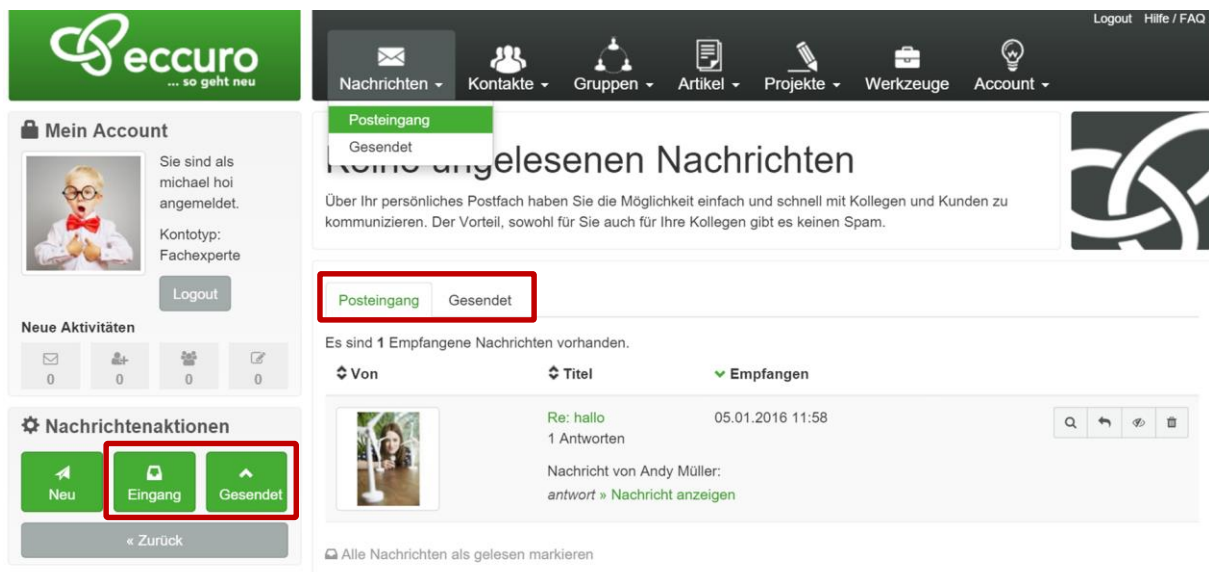 eccuro
... so geht neu
Logout Hilfe / FAQ
Nachrichten Kontakte Gruppen Artikel Projekte Werkzeuge Account
Posteingang
Gesendet
Mein Account
Sie sind als
michael hoi
angemeldet.
Kontotyp:
Fachexperte
Logout
Neue Aktivitäten
0 0 0 0
Nachrichtenaktionen
Neu Eingang Gesendet
« Zurück
Keine ungelesenen Nachrichten
Über Ihr persönliches Postfach haben Sie die Möglichkeit einfach und schnell mit Kollegen und Kunden zu
kommunizieren. Der Vorteil, sowohl für Sie auch für Ihre Kollegen gibt es keinen Spam.
Posteingang Gesendet
Es sind 1 Empfangene Nachrichten vorhanden.
Von Titel Empfangen
Re: hallo 05.01.2016 11:58
1 Antworten
Nachricht von Andy Müller:
antwort » Nachricht anzeigen
Alle Nachrichten als gelesen markieren